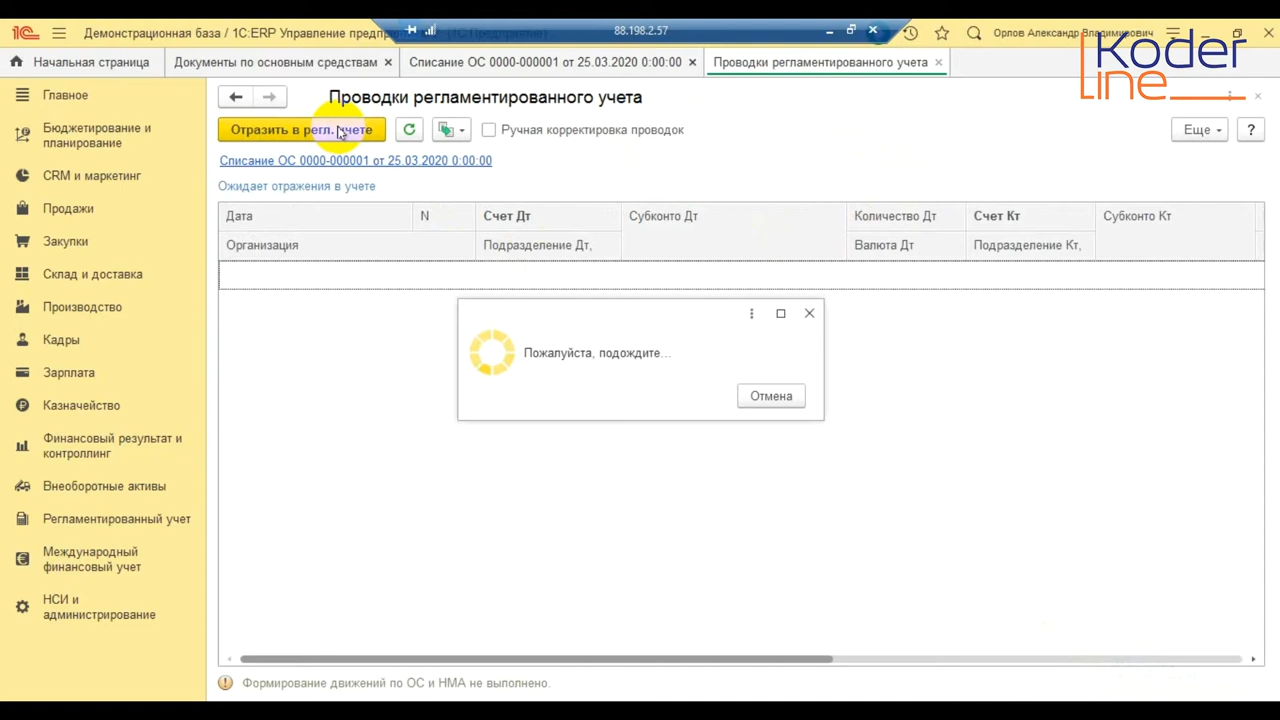 Демонстрационная база / 1С:ERP Управление предпр
88.198.2.57
Орлов Александр Владимирович
Koder
line
Начальная страница
Документы по основным средствам
Списание ОС 0000-000001 от 25.03.2020 0:00:00
Проводки регламентированного учета
Главное
Бюджетирование и
планирование
CRM и маркетинг
Продажи
Закупки
Склад и доставка
Производство
Кадры
Зарплата
Казначейство
Финансовый результат и
контроллинг
Внеоборотные активы
Регламентированный учет
Международный
финансовый учет
НСИ и
администрирование
Проводки регламентированного учета
Отразить в регл. учете
Ручная корректировка проводок
Еще
?
Списание ОС 0000-000001 от 25.03.2020 0:00:00
Ожидает отражения в учете
Дата N Счет Дт Субконто Дт Количество Дт Счет Кт Субконто Кт
Организация Подразделение Дт, Валюта Дт Подразделение Кт,
Пожалуйста, подождите...
Отмена
Формирование движений по ОС и НМА не выполнено.